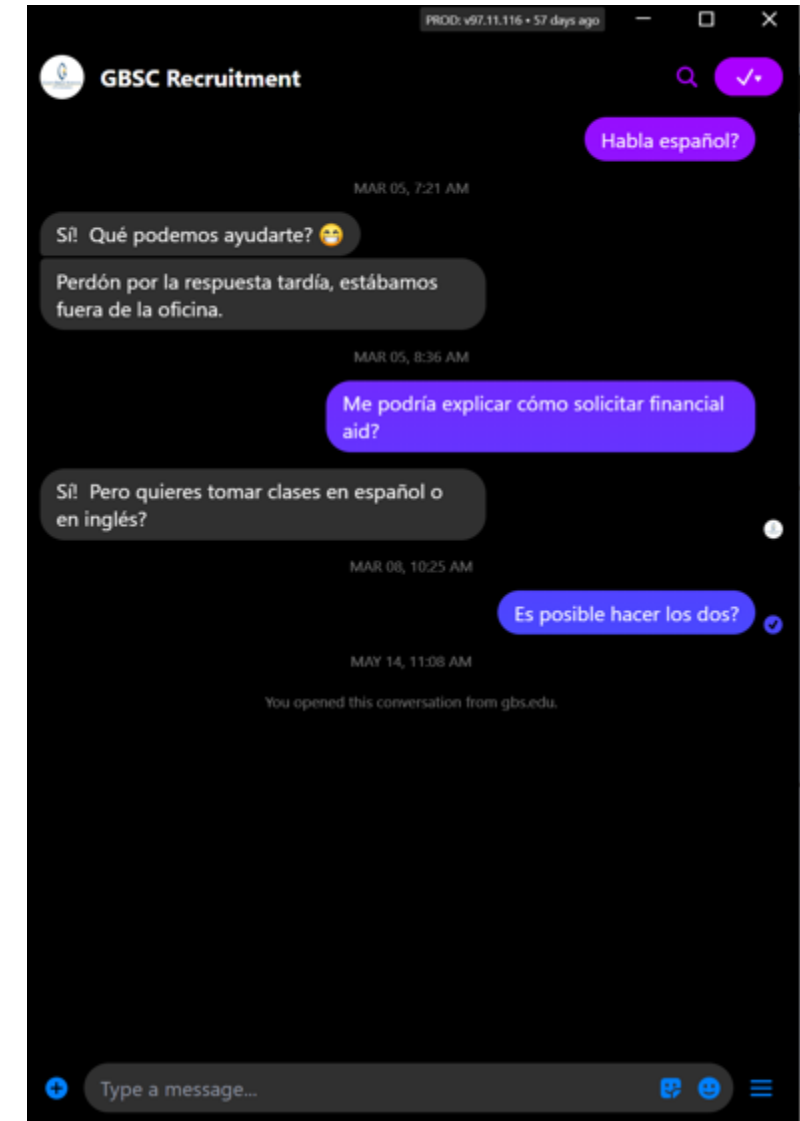 PROD: v97.11.116 • 57 days ago
GBSC Recruitment
Habla español?
MAR 05, 7:21 AM
Sí!  Qué podemos ayudarte? 😁
Perdón por la respuesta tardía, estábamos
fuera de la oficina.
MAR 05, 8:36 AM
Me podría explicar cómo solicitar financial
aid?
Sí!  Pero quieres tomar clases en español o
en inglés?
MAR 08, 10:25 AM
Es posible hacer los dos?
MAY 14, 11:08 AM
You opened this conversation from gbs.edu.
Type a message...